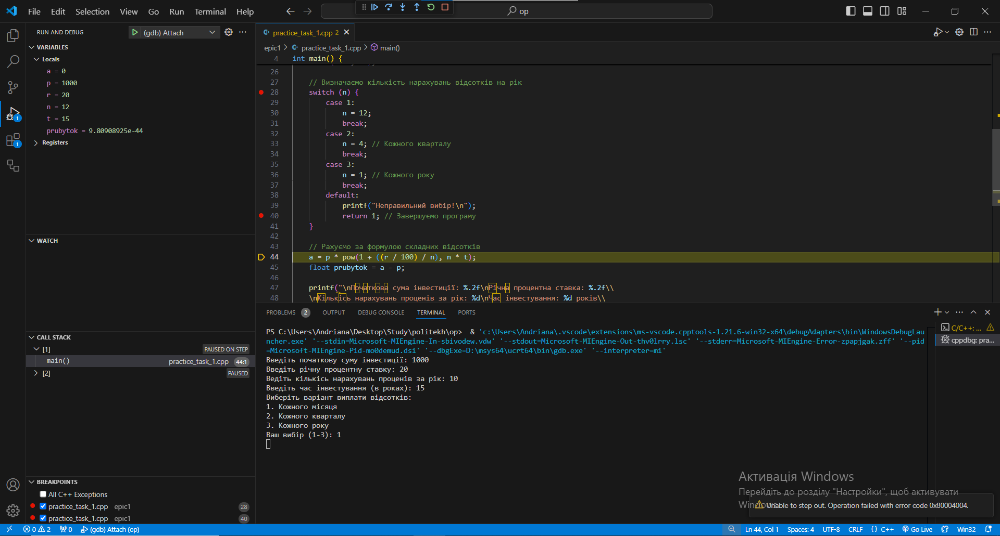 File Edit Selection View Go Run Terminal Help
op
RUN AND DEBUG
(gdb) Attach
VARIABLES
Locals
a = 0
p = 1000
r = 20
n = 12
t = 15
prubytok = 9.80908925e-44
Registers
WATCH
CALL STACK
[1] PAUSED ON STEP
main() practice_task_1.cpp 44:1
[2] PAUSED
BREAKPOINTS
All C++ Exceptions
practice_task_1.cpp epic1 28
practice_task_1.cpp epic1 40
practice_task_1.cpp 2
epic1 > practice_task_1.cpp > main()
4 int main() {
26
27 // Визначаємо кількість нарахувань відсотків на рік
28 switch (n) {
29 case 1:
30 n = 12;
31 break;
32 case 2:
33 n = 4; // Кожного кварталу
34 break;
35 case 3:
36 n = 1; // Кожного року
37 break;
38 default:
39 printf("Неправильний вибір!\n");
40 return 1; // Завершуємо програму
41 }
42
43 // Рахуємо за формулою складних відсотків
44 a = p * pow(1 + ((r / 100) / n), n * t);
45 float prubytok = a - p;
46
47 printf("\nПочаткова сума інвестиції: %.2f\nРічна процентна ставка: %.2f\\
48 \nКількісь нарахувань проценів за рік: %d\nЧас інвестування: %d років\\
PROBLEMS 2 OUTPUT DEBUG CONSOLE TERMINAL PORTS
PS C:\Users\Andriana\Desktop\Study\politekh\op> & 'c:\Users\Andriana\.vscode\extensions\ms-vscode.cpptools-1.21.6-win32-x64\debugAdapters\bin\WindowsDebugLau
ncher.exe' '--stdin=Microsoft-MIEngine-In-sbivodew.vdw' '--stdout=Microsoft-MIEngine-Out-thv0lrry.lsc' '--stderr=Microsoft-MIEngine-Error-zpapjgak.zff' '--pid
=Microsoft-MIEngine-Pid-mo0demud.dsi' '--dbgExe=D:\msys64\ucrt64\bin\gdb.exe' '--interpreter=mi'
Введіть початкову суму інвестиції: 1000
Введіть річну процентну ставку: 20
Ведіть кількісь нарахувань проценів за рік: 10
Введіть час інвестування (в роках): 15
Виберіть варіант виплати відсотків:
1. Кожного місяця
2. Кожного кварталу
3. Кожного року
Ваш вибір (1-3): 1
C/C++: ...
cppdbg: pra...
Активація Windows
Перейдіть до розділу "Настройки", щоб активувати
Windows.
Unable to step out. Operation failed with error code 0x80004004.
0 2 0 (gdb) Attach (op)
Ln 44, Col 1 Spaces: 4 UTF-8 CRLF {} C++ Go Live Win32